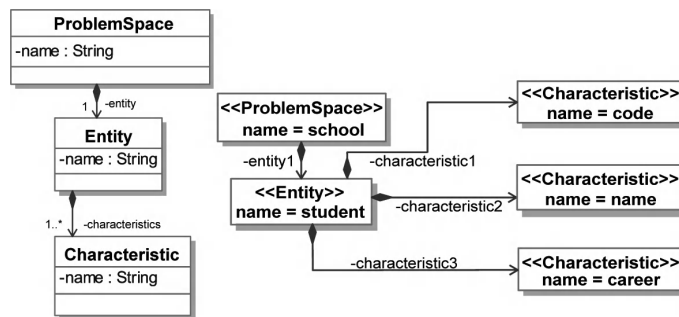 ProblemSpace
-name : String
1
-entity
Entity
-name : String
1..*
-characteristics
Characteristic
-name : String
<<ProblemSpace>>
name = school
-entity1
<<Entity>>
name = student
-characteristic1
-characteristic2
-characteristic3
<<Characteristic>>
name = code
<<Characteristic>>
name = name
<<Characteristic>>
name = career